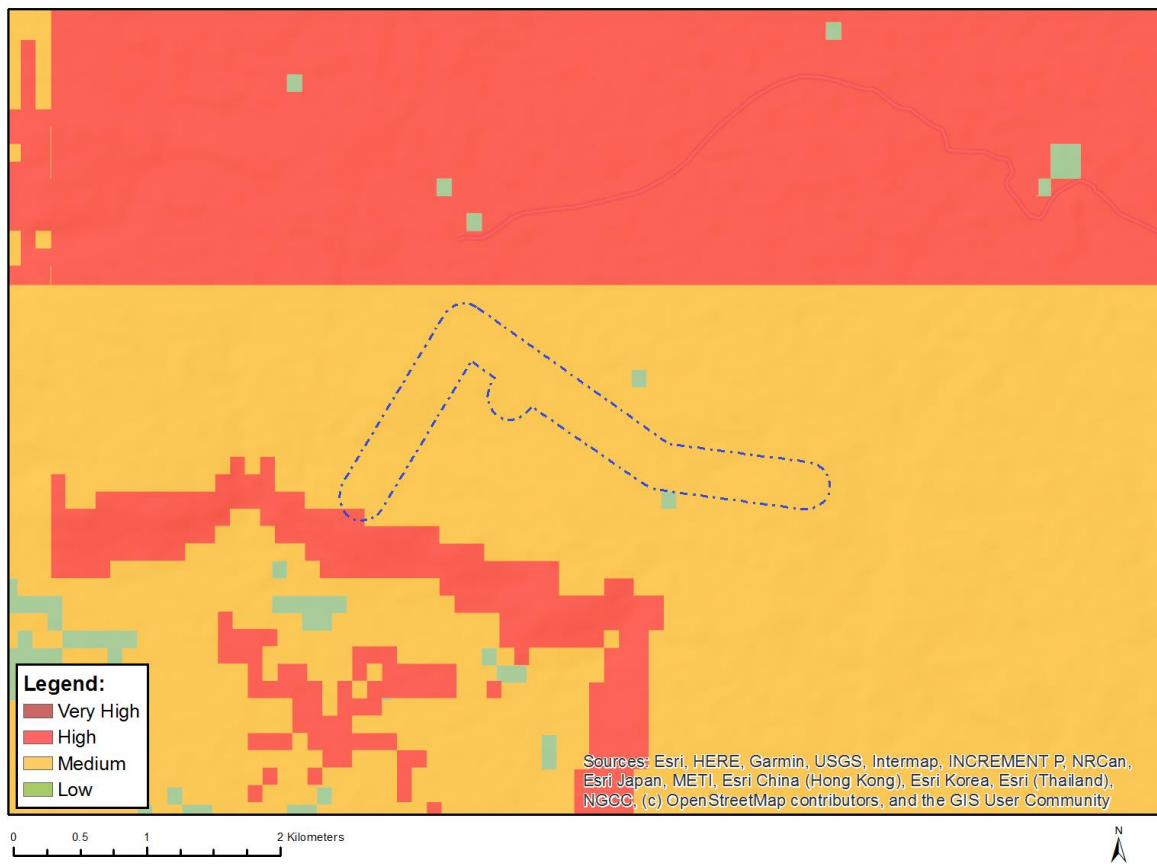 Legend:
Very High
High
Medium
Low
Sources: Esri, HERE, Garmin, USGS, Intermap, INCREMENT P, NRCan,
Esri Japan, METI, Esri China (Hong Kong), Esri Korea, Esri (Thailand),
NGCC, (c) OpenStreetMap contributors, and the GIS User Community
0 0.5 1 2 Kilometers
N